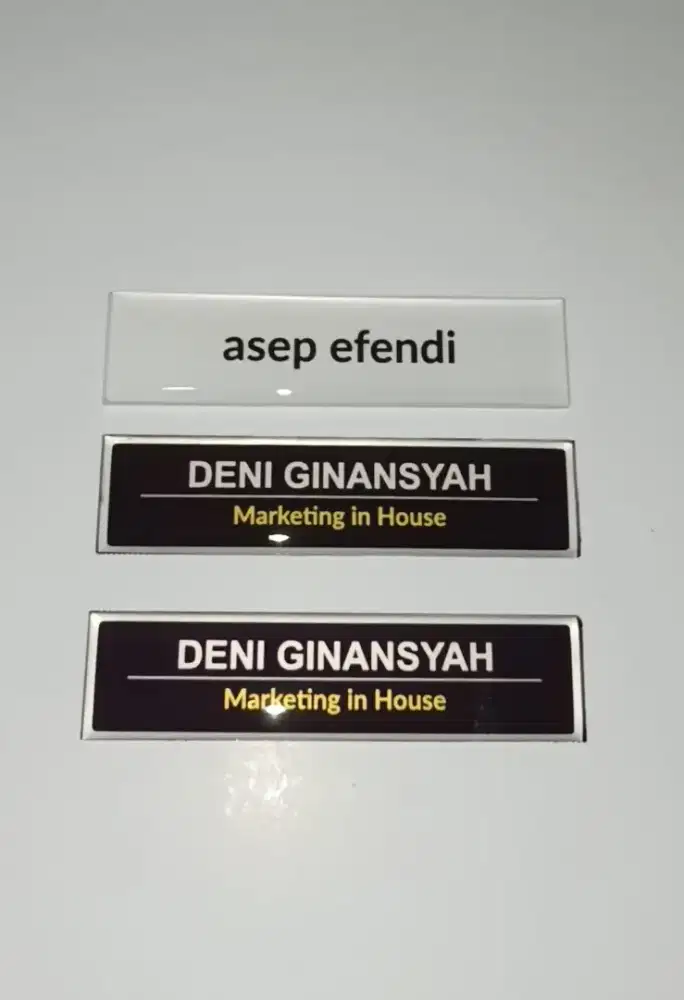 asep efendi
DENI GINANSYAH
Marketing in House
DENI GINANSYAH
Marketing in House